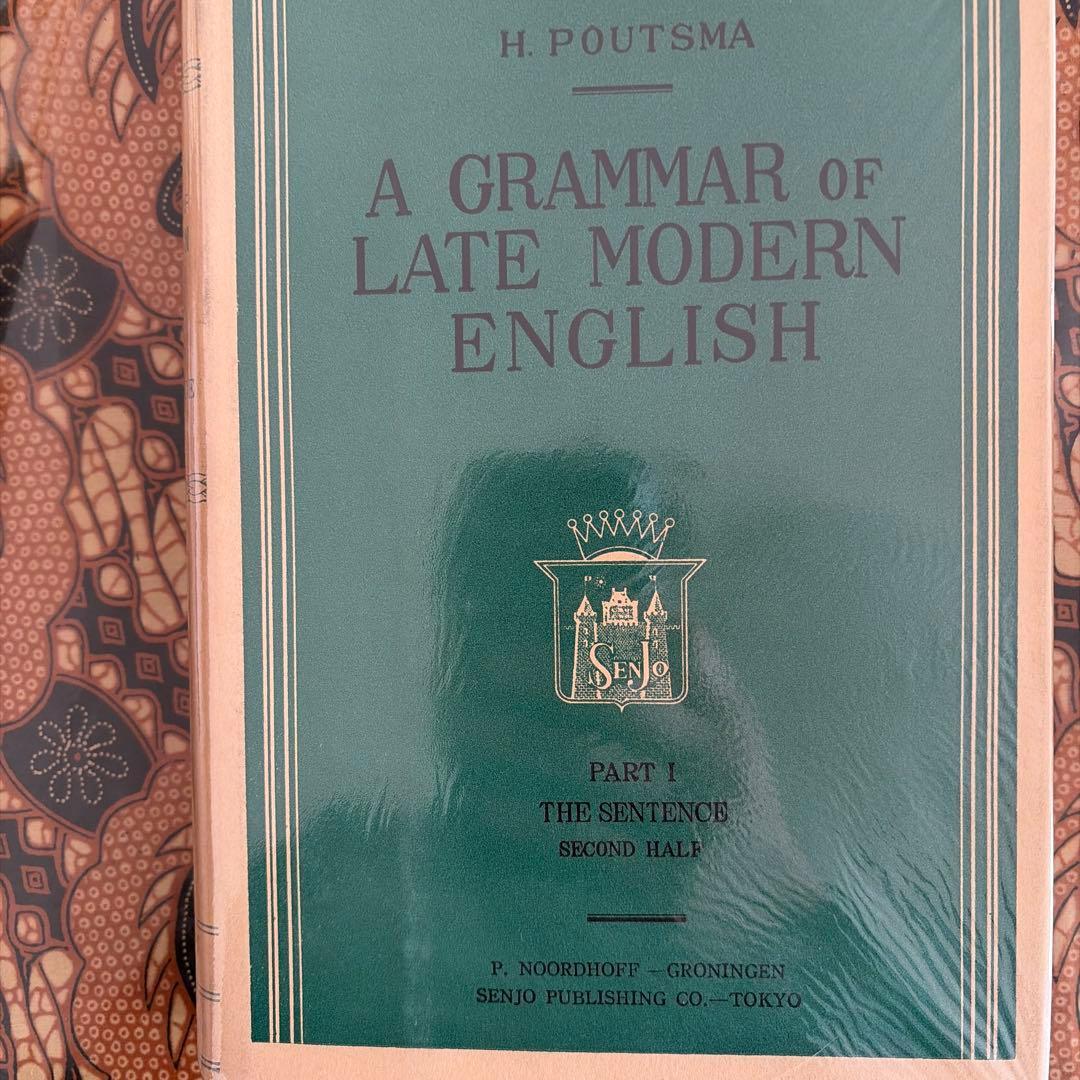 H. POUTSMA
A GRAMMAR OF
LATE MODERN
ENGLISH
SENJO
PART I
THE SENTENCE
SECOND HALF
P. NOORDHOFF – GRONINGEN
SENJO PUBLISHING CO.—TOKYO